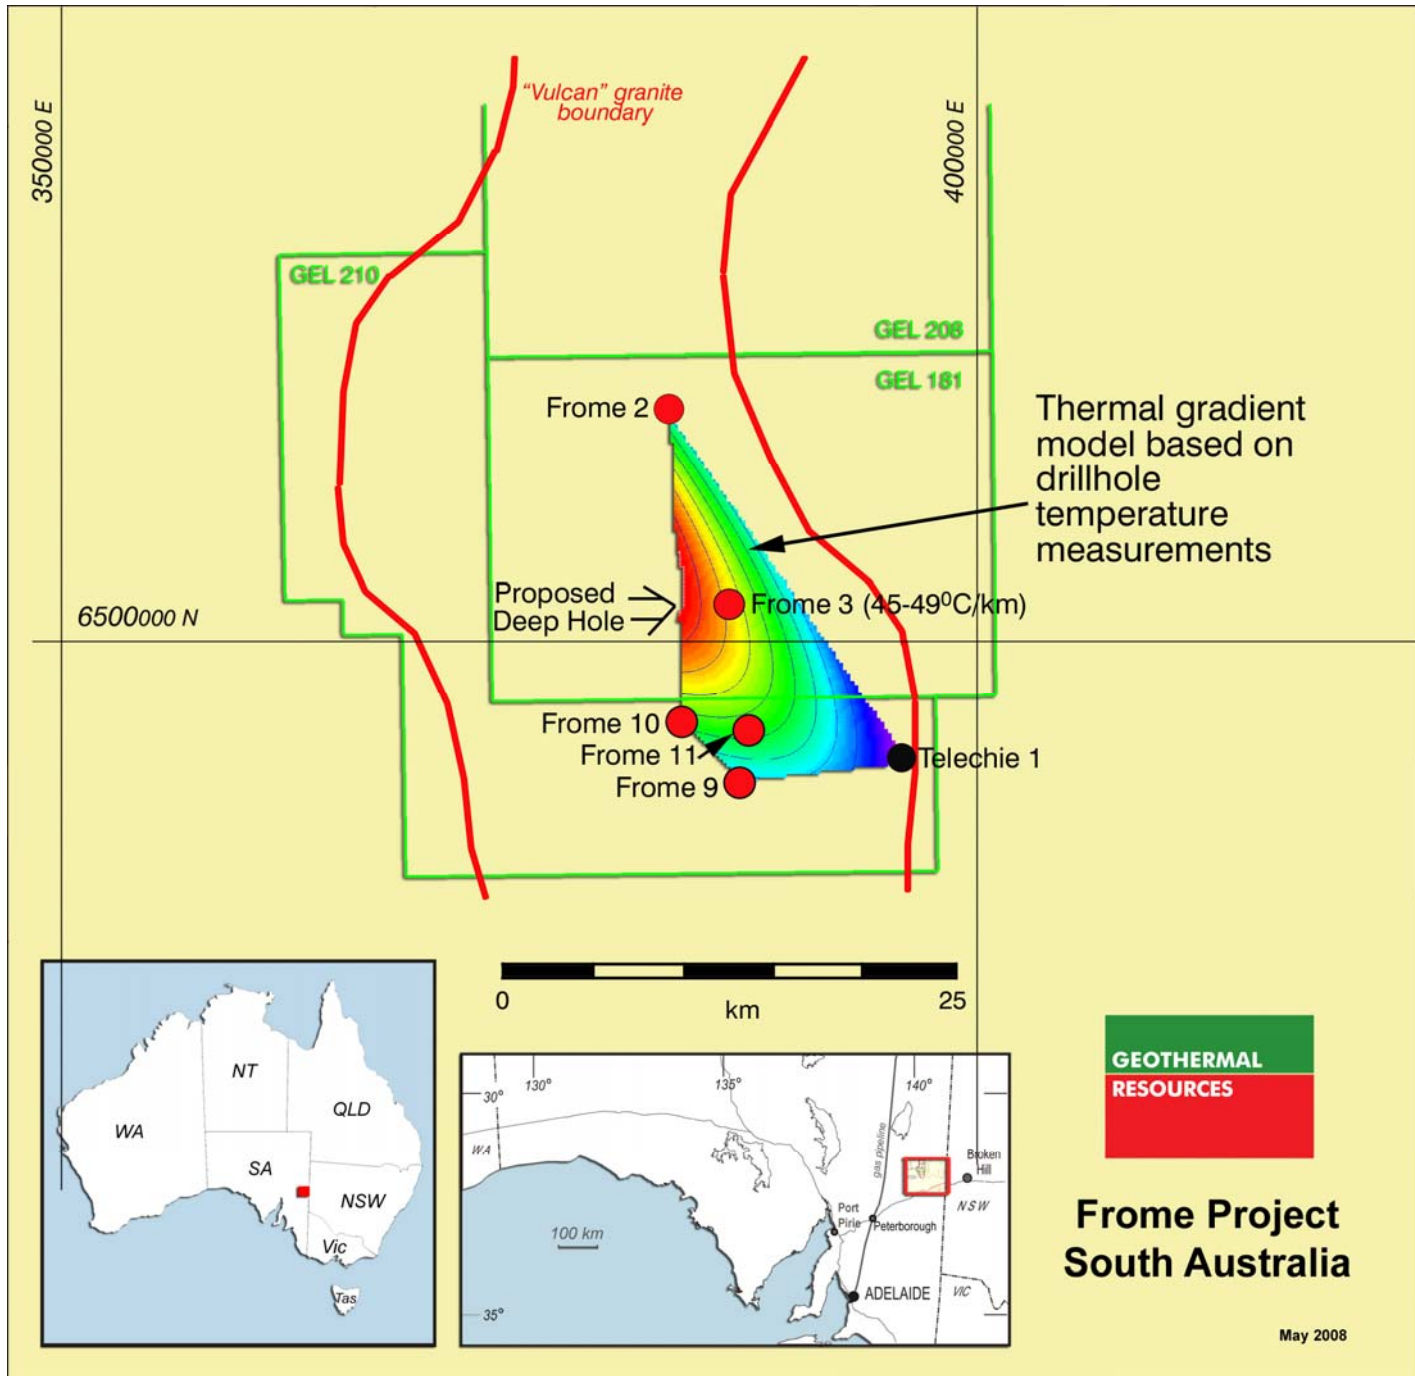 "Vulcan" granite
boundary
350000 E
400000 E
GEL 210
GEL 208
GEL 181
Frome 2
Thermal gradient
model based on
drillhole
temperature
measurements
Proposed
Deep Hole
Frome 3 (45-49⁰C/km)
6500000 N
Frome 10
Frome 11
Telechie 1
Frome 9
0
km
25
NT
WA
QLD
SA
NSW
Vic
Tas
130°
135°
140°
30°
WA
gas pipeline
Broken
Hill
NSW
Port
Pirie
Peterborough
100 km
ADELAIDE
VIC
35°
GEOTHERMAL
RESOURCES
Frome Project
South Australia
May 2008